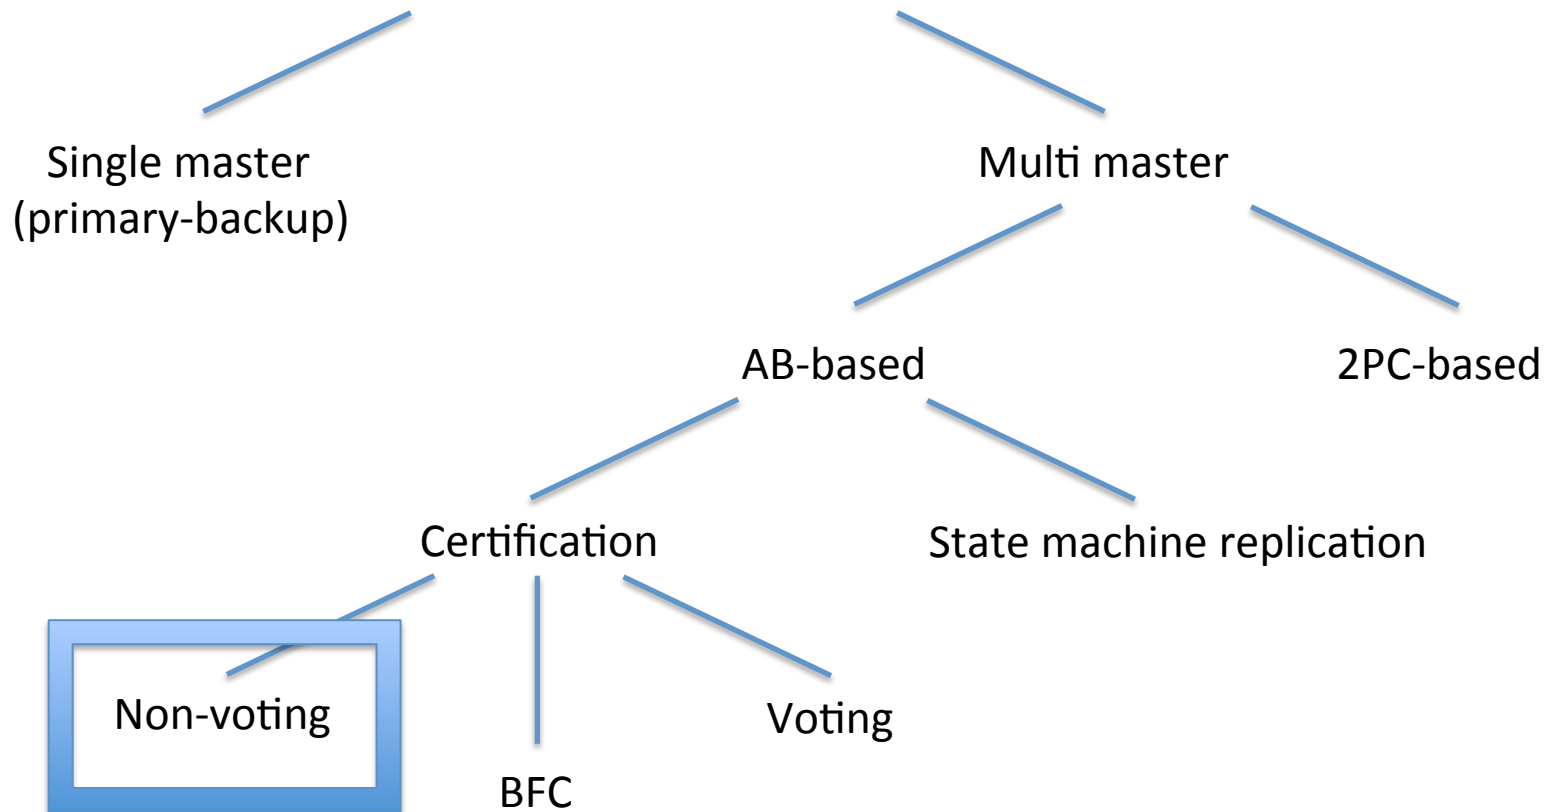 Single master
(primary-backup)
Multi master
AB-based
2PC-based
Certification
State machine replication
Non-voting
Voting
BFC